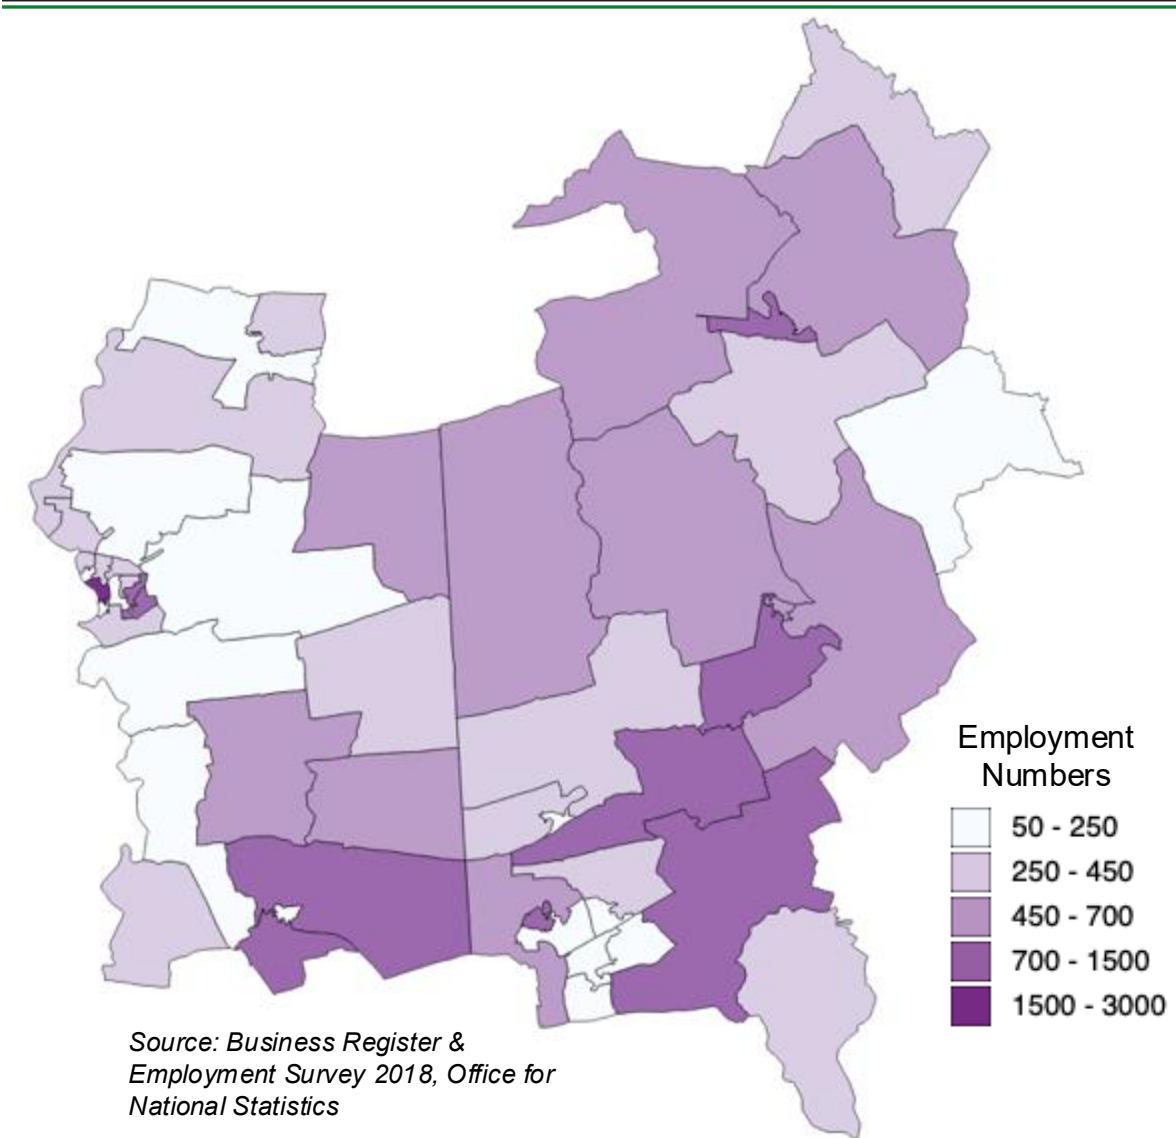 Employment
Numbers
50 - 250
250 - 450
450 - 700
700 - 1500
1500 - 3000
Source: Business Register &
Employment Survey 2018, Office for
National Statistics